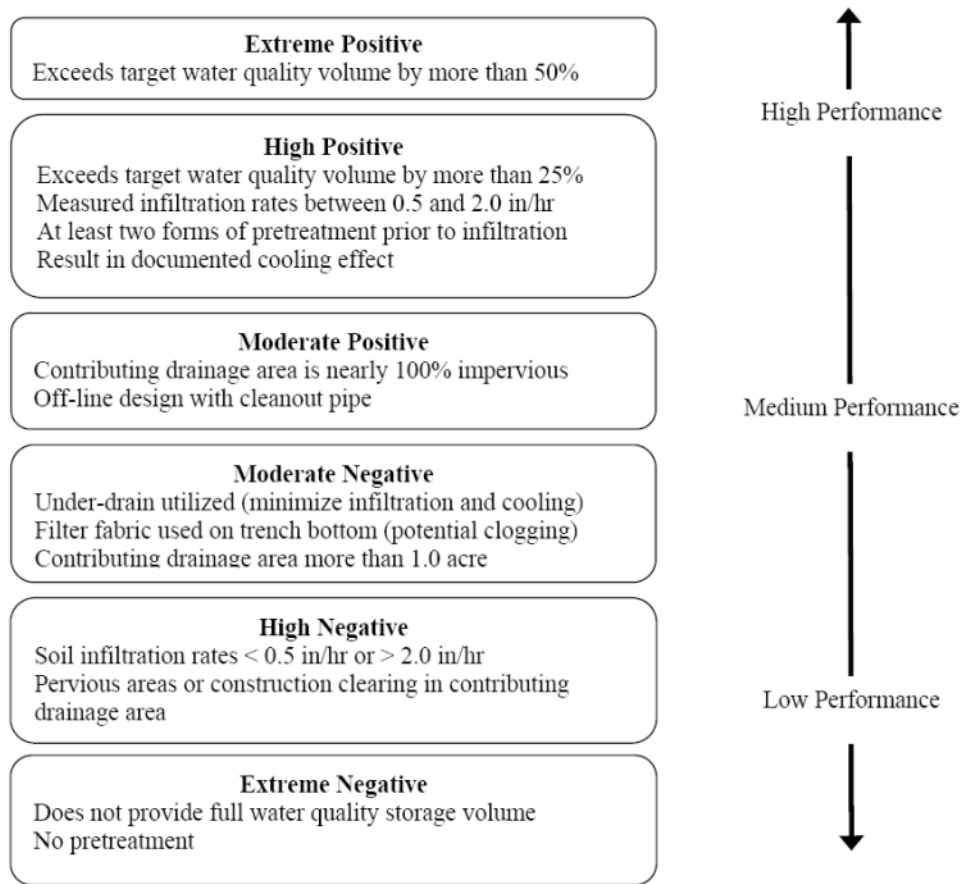 Extreme Positive
Exceeds target water quality volume by more than 50%
High Performance
High Positive
Exceeds target water quality volume by more than 25%
Measured infiltration rates between 0.5 and 2.0 in/hr
At least two forms of pretreatment prior to infiltration
Result in documented cooling effect
Moderate Positive
Contributing drainage area is nearly 100% impervious
Off-line design with cleanout pipe
Medium Performance
Moderate Negative
Under-drain utilized (minimize infiltration and cooling)
Filter fabric used on trench bottom (potential clogging)
Contributing drainage area more than 1.0 acre
High Negative
Soil infiltration rates < 0.5 in/hr or > 2.0 in/hr
Pervious areas or construction clearing in contributing
drainage area
Low Performance
Extreme Negative
Does not provide full water quality storage volume
No pretreatment